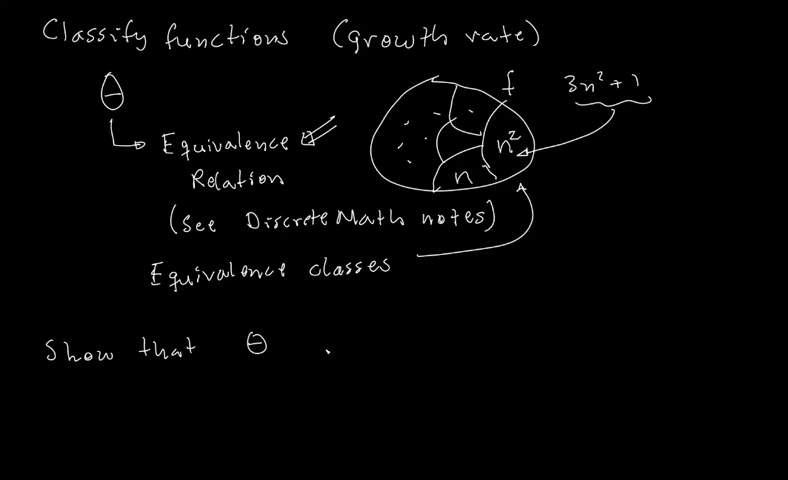 Classify functions (growth rate)
Θ
f
3n² + 1
Equivalence
n²
Relation
n
(see Discrete Math notes)
Equivalence classes
Show that Θ